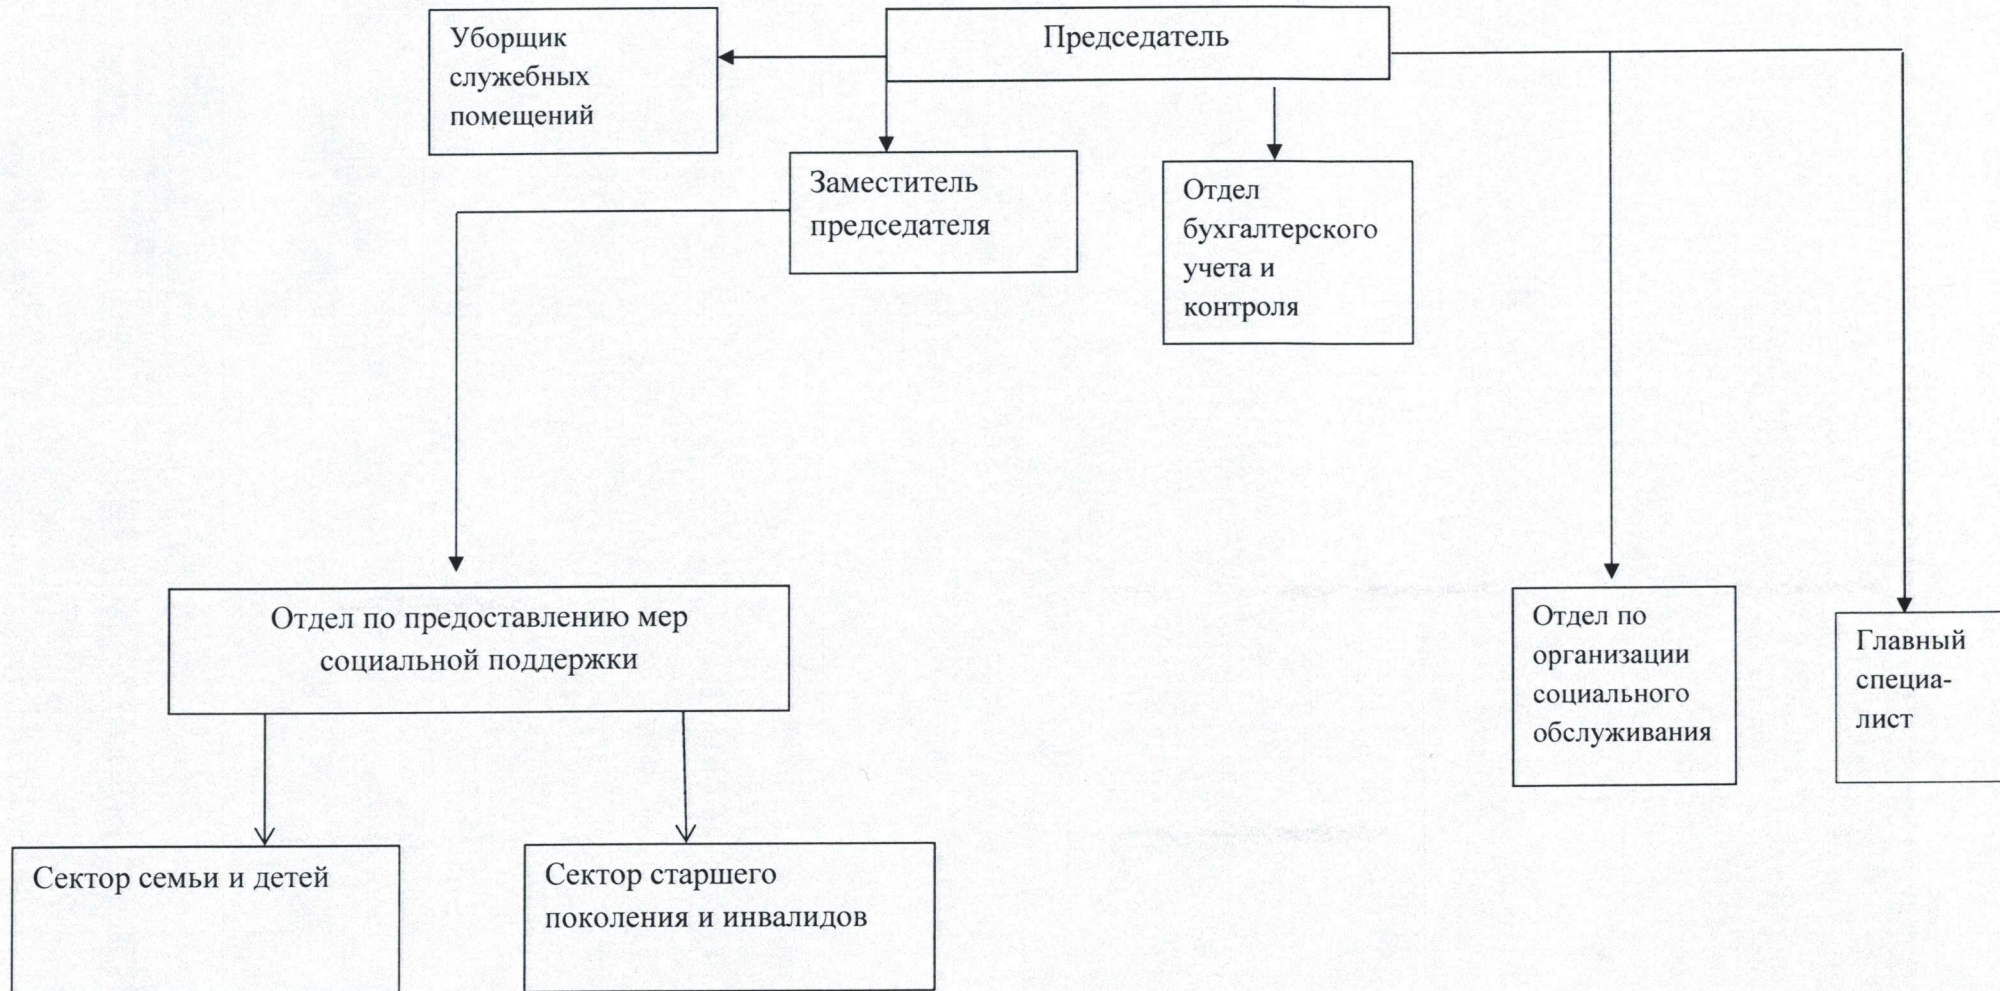 Председатель
Уборщик
служебных
помещений
Заместитель
председателя
Отдел
бухгалтерского
учета и
контроля
Отдел по предоставлению мер
социальной поддержки
Отдел по
организации
социального
обслуживания
Главный
специа-
лист
Сектор семьи и детей
Сектор старшего
поколения и инвалидов